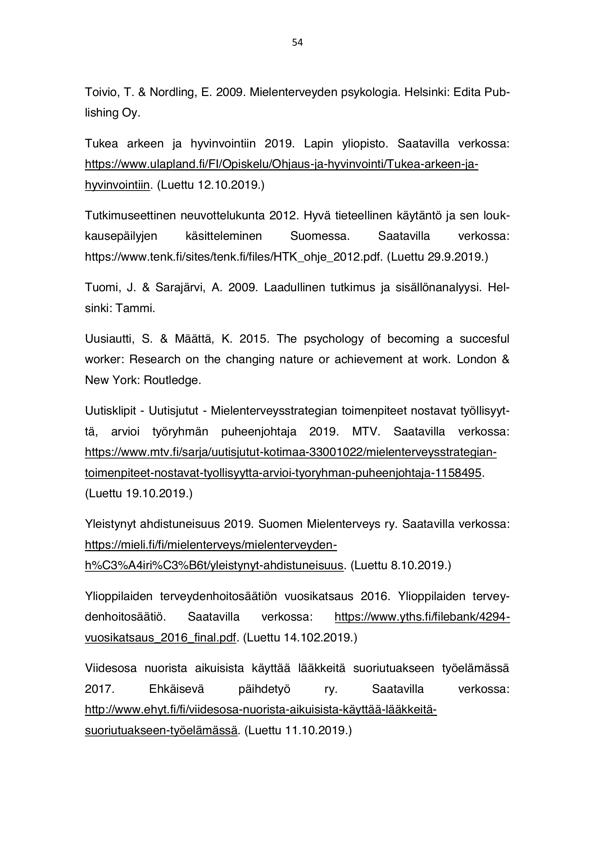 54
Toivio, T. & Nordling, E. 2009. Mielenterveyden psykologia. Helsinki: Edita Pub-
lishing Oy.
Tukea arkeen ja hyvinvointiin 2019. Lapin yliopisto. Saatavilla verkossa:
https://www.ulapland.fi/FI/Opiskelu/Ohjaus-ja-hyvinvointi/Tukea-arkeen-ja-
hyvinvointiin. (Luettu 12.10.2019.)
Tutkimuseettinen neuvottelukunta 2012. Hyvä tieteellinen käytäntö ja sen louk-
kausepäilyjen käsitteleminen Suomessa. Saatavilla verkossa:
https://www.tenk.fi/sites/tenk.fi/files/HTK_ohje_2012.pdf. (Luettu 29.9.2019.)
Tuomi, J. & Sarajärvi, A. 2009. Laadullinen tutkimus ja sisällönanalyysi. Hel-
sinki: Tammi.
Uusiautti, S. & Määttä, K. 2015. The psychology of becoming a succesful
worker: Research on the changing nature or achievement at work. London &
New York: Routledge.
Uutisklipit - Uutisjutut - Mielenterveysstrategian toimenpiteet nostavat työllisyyt-
tä, arvioi työryhmän puheenjohtaja 2019. MTV. Saatavilla verkossa:
https://www.mtv.fi/sarja/uutisjutut-kotimaa-33001022/mielenterveysstrategian-
toimenpiteet-nostavat-tyollisyytta-arvioi-tyoryhman-puheenjohtaja-1158495.
(Luettu 19.10.2019.)
Yleistynyt ahdistuneisuus 2019. Suomen Mielenterveys ry. Saatavilla verkossa:
https://mieli.fi/fi/mielenterveys/mielenterveyden-
h%C3%A4iri%C3%B6t/yleistynyt-ahdistuneisuus. (Luettu 8.10.2019.)
Ylioppilaiden terveydenhoitosäätiön vuosikatsaus 2016. Ylioppilaiden tervey-
denhoitosäätiö. Saatavilla verkossa: https://www.yths.fi/filebank/4294-
vuosikatsaus_2016_final.pdf. (Luettu 14.102.2019.)
Viidesosa nuorista aikuisista käyttää lääkkeitä suoriutuakseen työelämässä
2017. Ehkäisevä päihdetyö ry. Saatavilla verkossa:
http://www.ehyt.fi/fi/viidesosa-nuorista-aikuisista-käyttää-lääkkeitä-
suoriutuakseen-työelämässä. (Luettu 11.10.2019.)